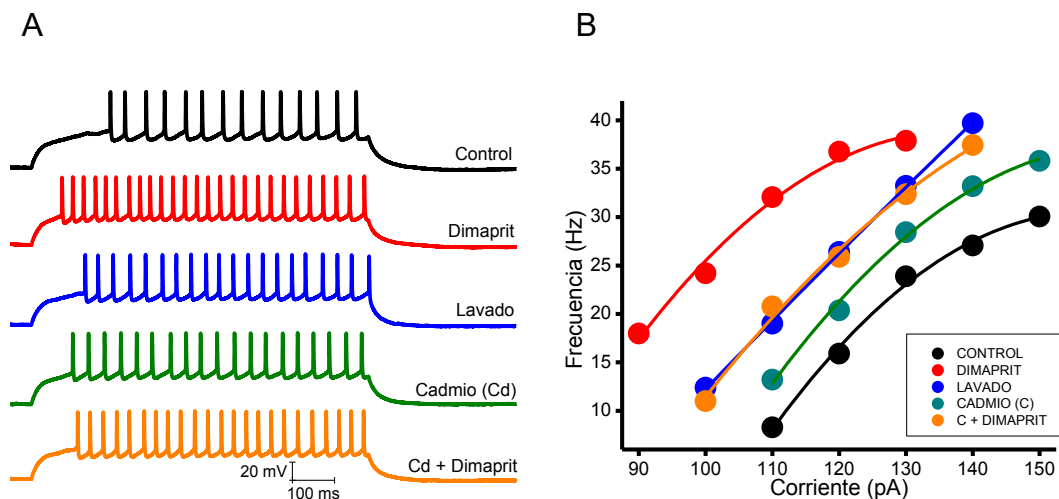 A
Control
Dimaprit
Lavado
Cadmio (Cd)
Cd + Dimaprit
20 mV
100 ms
B
Frecuencia (Hz)
40
35
30
25
20
15
10
90 100 110 120 130 140 150
Corriente (pA)
CONTROL
DIMAPRIT
LAVADO
CADMIO (C)
C + DIMAPRIT